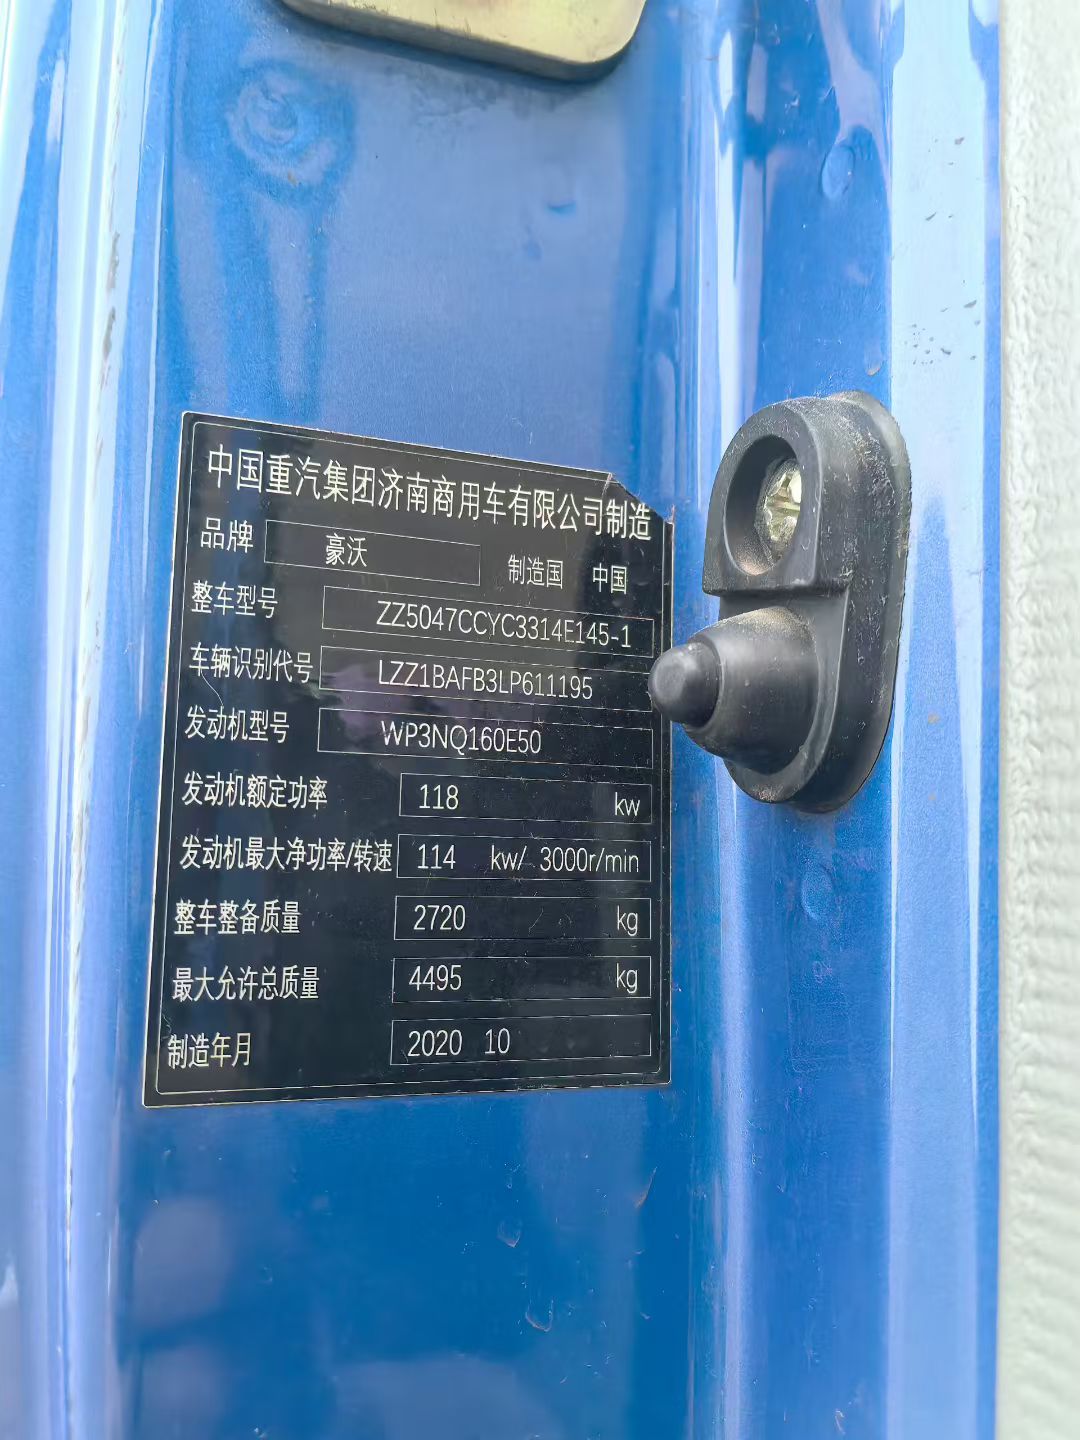 中国重汽集团济南商用车有限公司制造
品牌 豪沃 制造国 中国
整车型号 ZZ5047CCYC3314E145-1
车辆识别代号 LZZ1BAFB3LP611195
发动机型号 WP3NQ160E50
发动机额定功率 118 kw
发动机最大净功率/转速 114 kw/ 3000r/min
整车整备质量 2720 kg
最大允许总质量 4495 kg
制造年月 2020 10